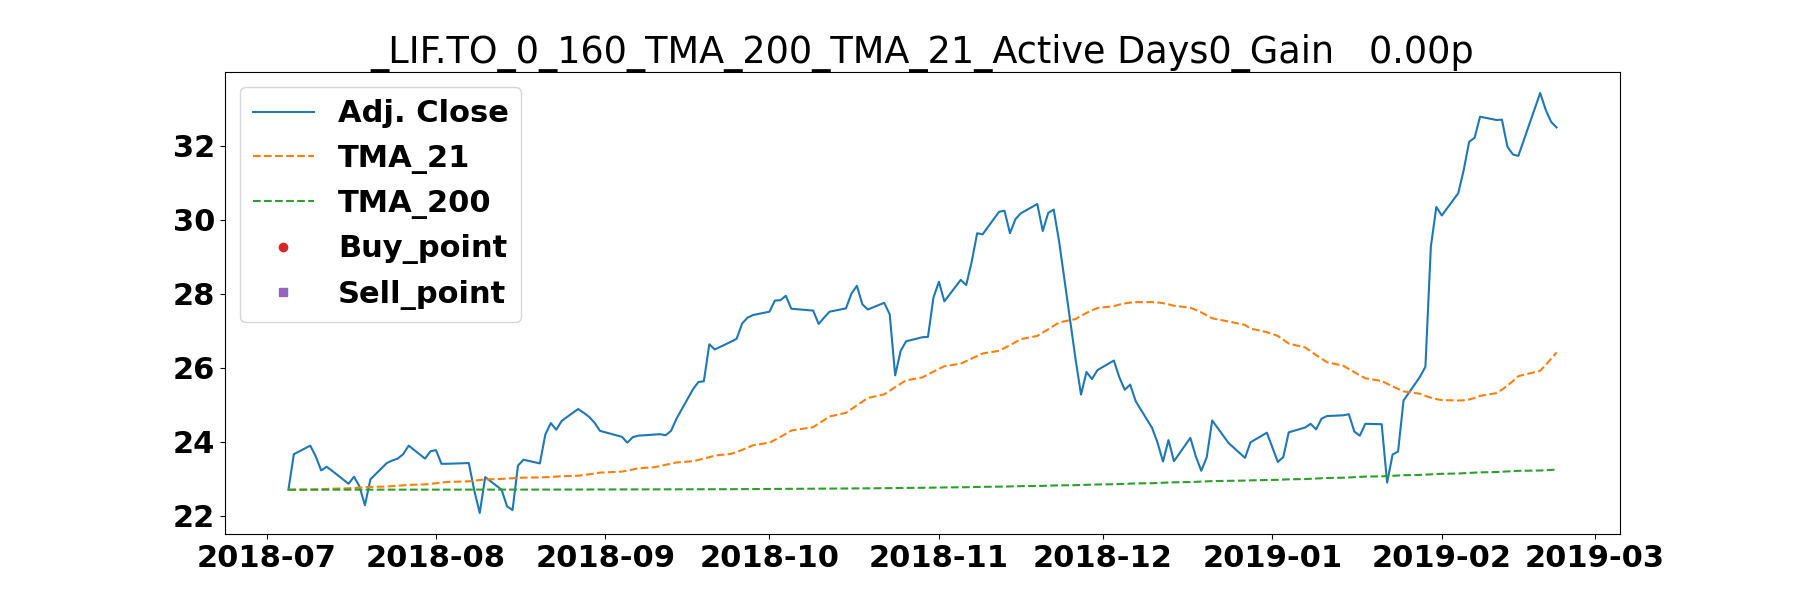 _LIF.TO_0_160_TMA_200_TMA_21_Active Days0_Gain   0.00p
Adj. Close
TMA_21
TMA_200
Buy_point
Sell_point
32
30
28
26
24
22
2018-07 2018-08 2018-09 2018-10 2018-11 2018-12 2019-01 2019-02 2019-03